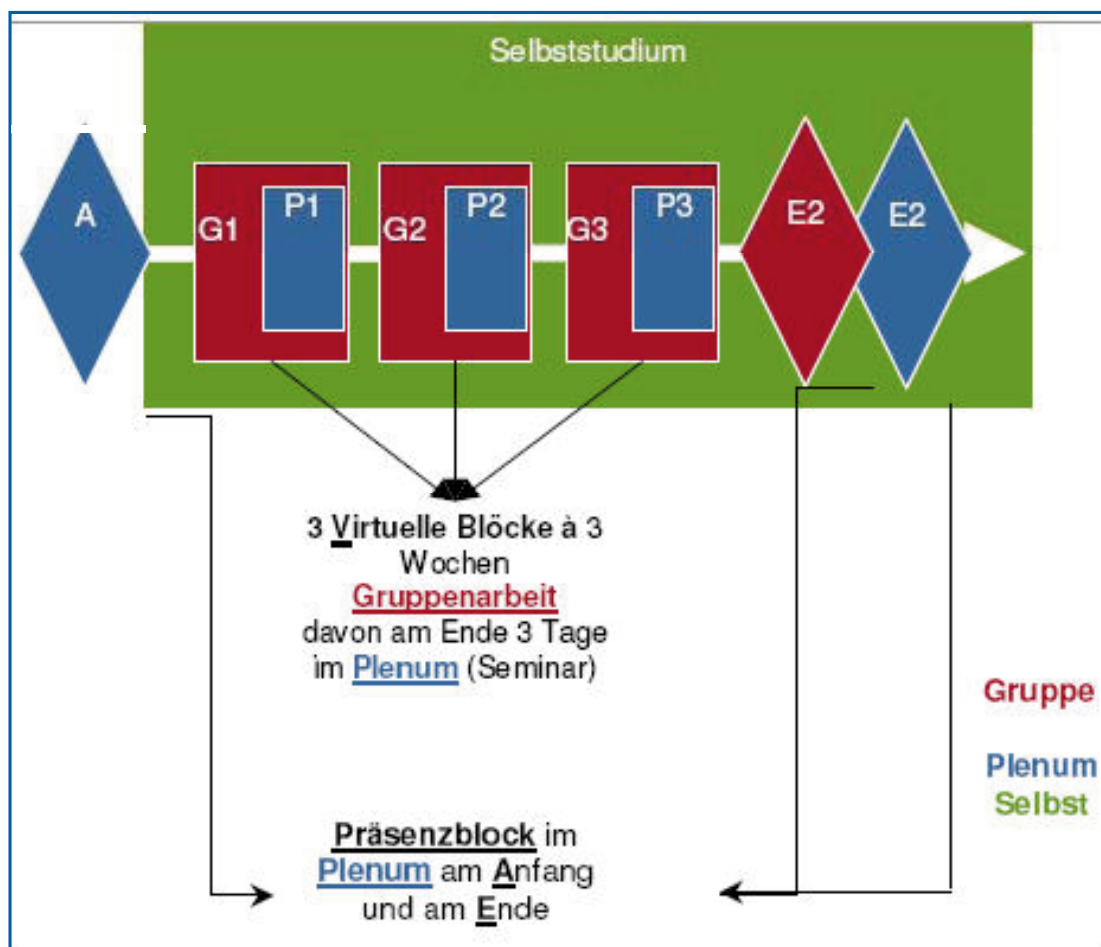 Selbststudium
A
G1
P1
G2
P2
G3
P3
E2
E2
3 Virtuelle Blöcke à 3
Wochen
Gruppenarbeit
davon am Ende 3 Tage
im Plenum (Seminar)
Gruppe
Plenum
Selbst
Präsenzblock im
Plenum am Anfang
und am Ende